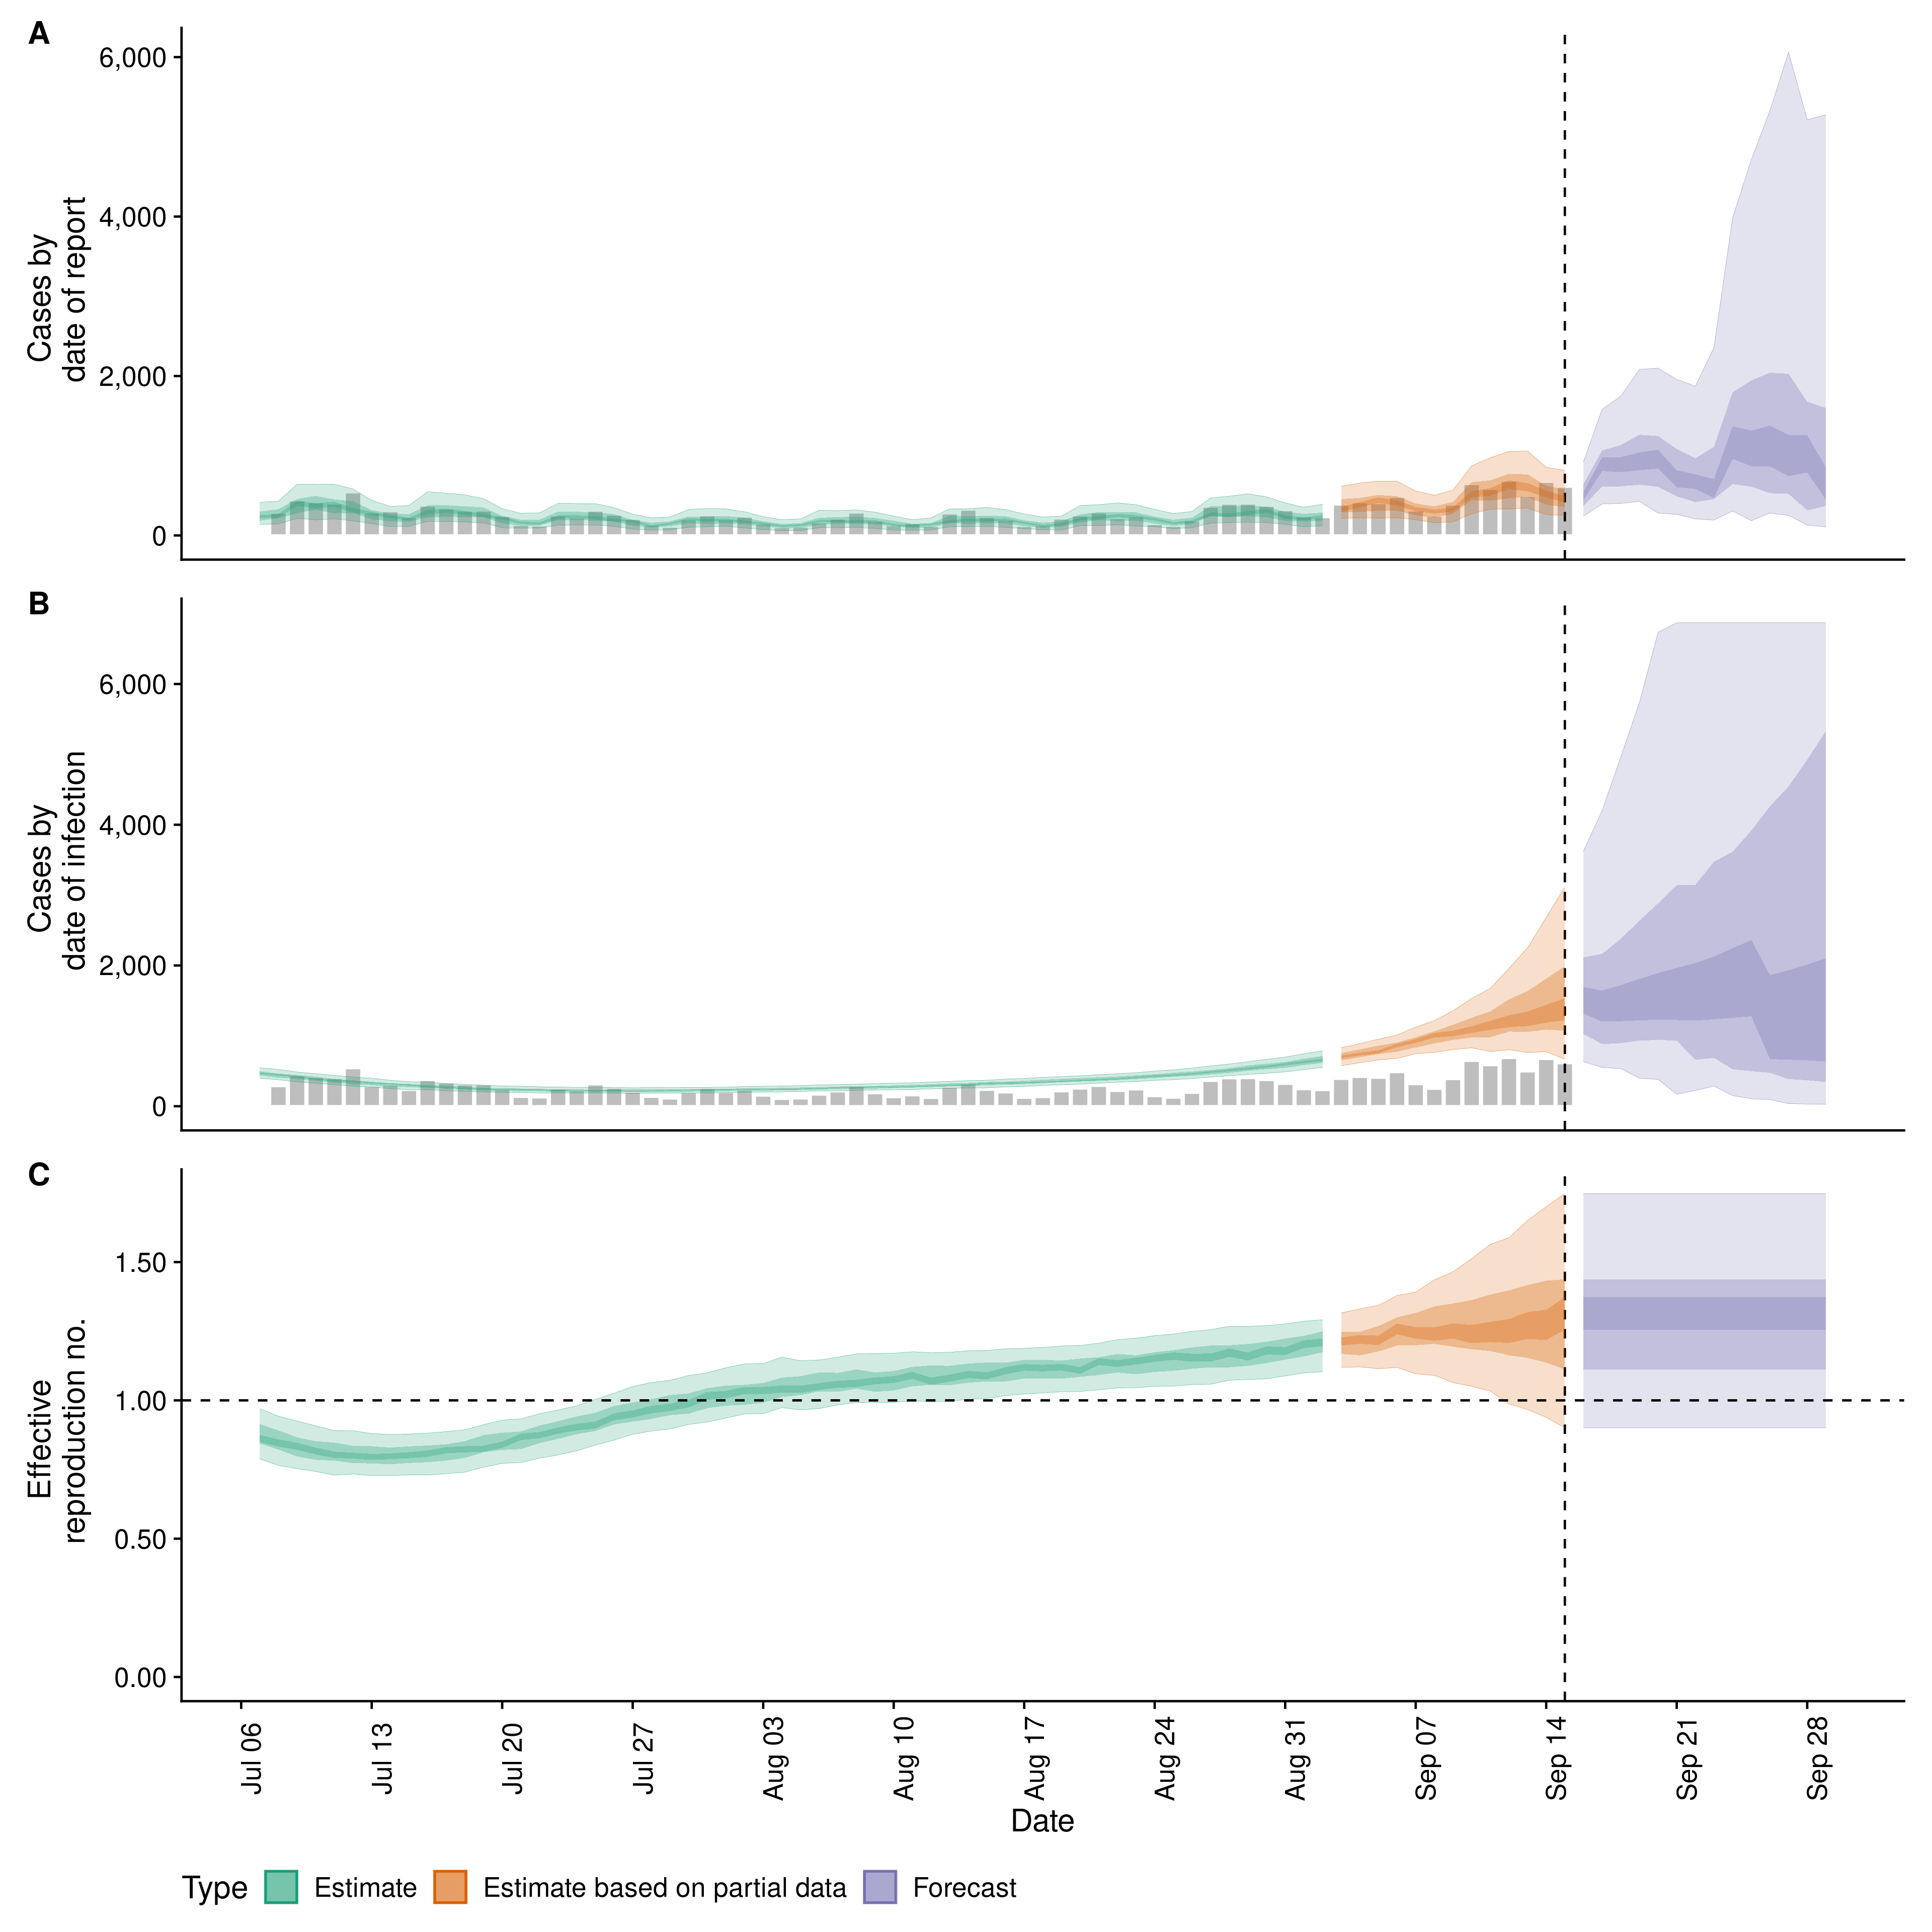 A
6,000
4,000
2,000
0
Cases by
date of report
B
6,000
4,000
2,000
0
Cases by
date of infection
C
1.50
1.00
0.50
0.00
Effective
reproduction no.
Jul 06
Jul 13
Jul 20
Jul 27
Aug 03
Aug 10
Aug 17
Aug 24
Aug 31
Sep 07
Sep 14
Sep 21
Sep 28
Date
Type Estimate Estimate based on partial data Forecast